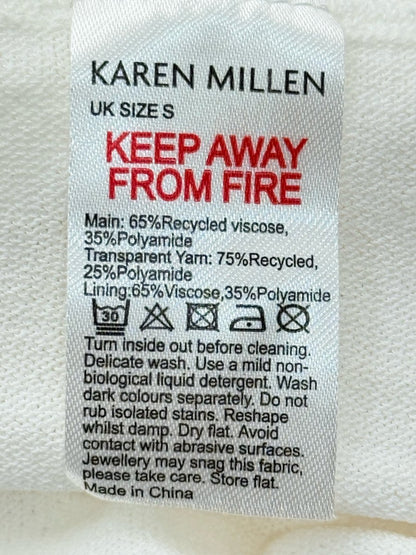 KAREN MILLEN
UK SIZE S
KEEP AWAY
FROM FIRE
Main: 65%Recycled viscose,
35%Polyamide
Transparent Yarn: 75%Recycled,
25%Polyamide
Lining:65%Viscose,35%Polyamide
30
Turn inside out before cleaning.
Delicate wash. Use a mild non-
biological liquid detergent. Wash
dark colours separately. Do not
rub isolated stains. Reshape
whilst damp. Dry flat. Avoid
contact with abrasive surfaces.
Jewellery may snag this fabric,
please take care. Store flat.
Made in China